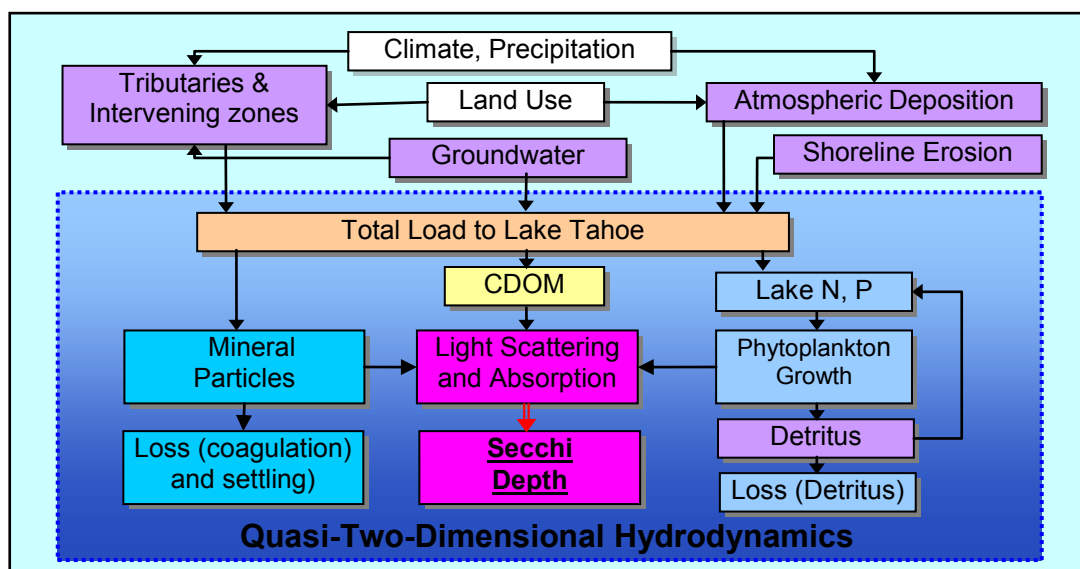 Climate, Precipitation
Tributaries &
Intervening zones
Land Use
Atmospheric Deposition
Groundwater
Shoreline Erosion
Total Load to Lake Tahoe
CDOM
Lake N, P
Mineral
Particles
Light Scattering
and Absorption
Phytoplankton
Growth
Loss (coagulation)
and settling)
Secchi
Depth
Detritus
Loss (Detritus)
Quasi-Two-Dimensional Hydrodynamics